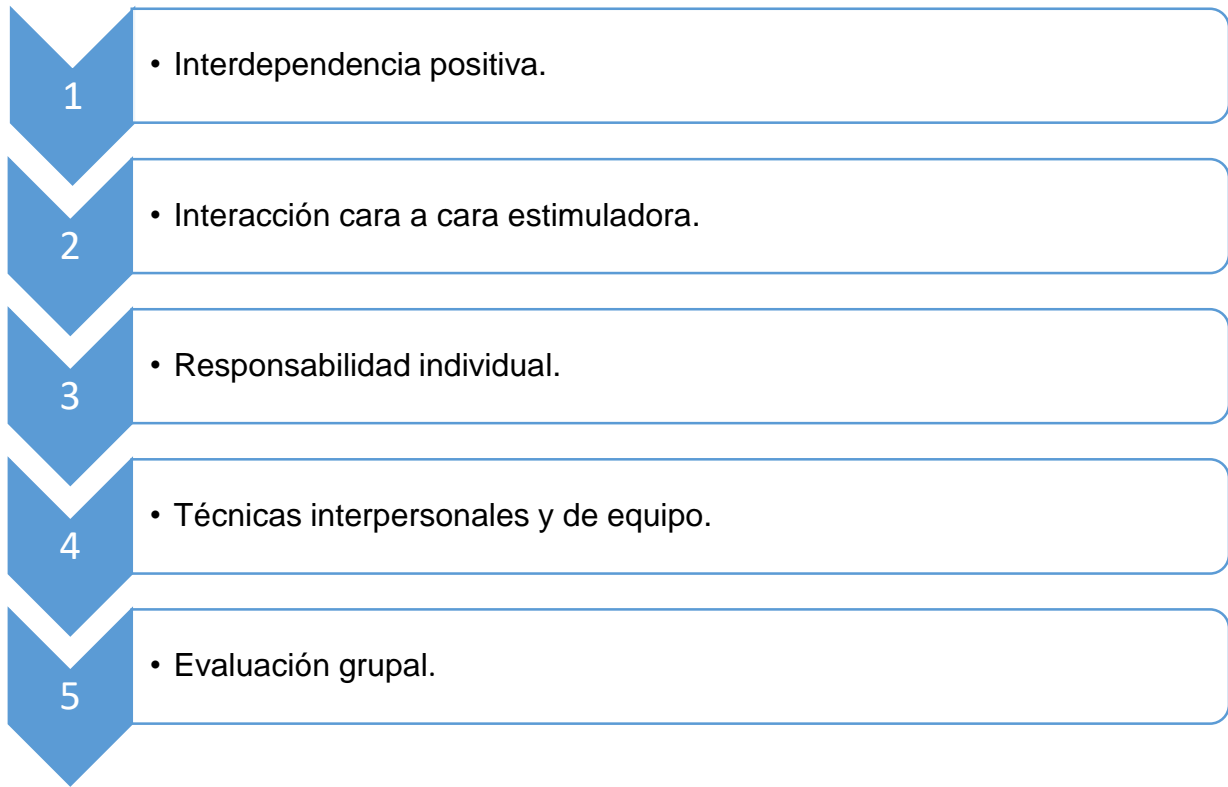 1
• Interdependencia positiva.
2
• Interacción cara a cara estimuladora.
3
• Responsabilidad individual.
4
• Técnicas interpersonales y de equipo.
5
• Evaluación grupal.